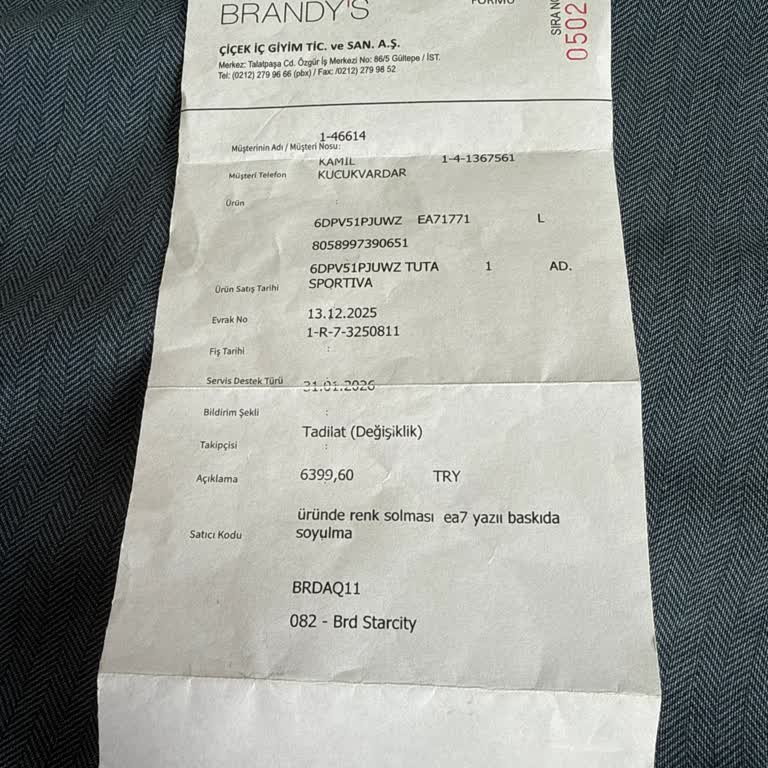 BRANDY'S
FORMU
SIRA NO
0502
ÇİÇEK İÇ GİYİM TİC. ve SAN. A.Ş.
Merkez: Talatpaşa Cd. Özgür İş Merkezi No: 86/5 Gültepe / İST.
Tel: (0212) 279 96 66 (pbx) / Fax: /0212) 279 98 52
1-46614
Müşterinin Adı / Müşteri Nosu:
KAMİL 1-4-1367561
Müşteri Telefon KUCUKVARDAR
Ürün :
6DPV51PJUWZ EA71771 L
8058997390651
6DPV51PJUWZ TUTA 1 AD.
Ürün Satış Tarihi SPORTIVA
13.12.2025
Evrak No 1-R-7-3250811
Fiş Tarihi :
Servis Destek Türü 31.01.2026
Bildirim Şekli :
Tadilat (Değişiklik)
Takipçisi :
Açıklama 6399,60 TRY
üründe renk solması ea7 yazıı baskıda
Satıcı Kodu soyulma
BRDAQ11
082 - Brd Starcity